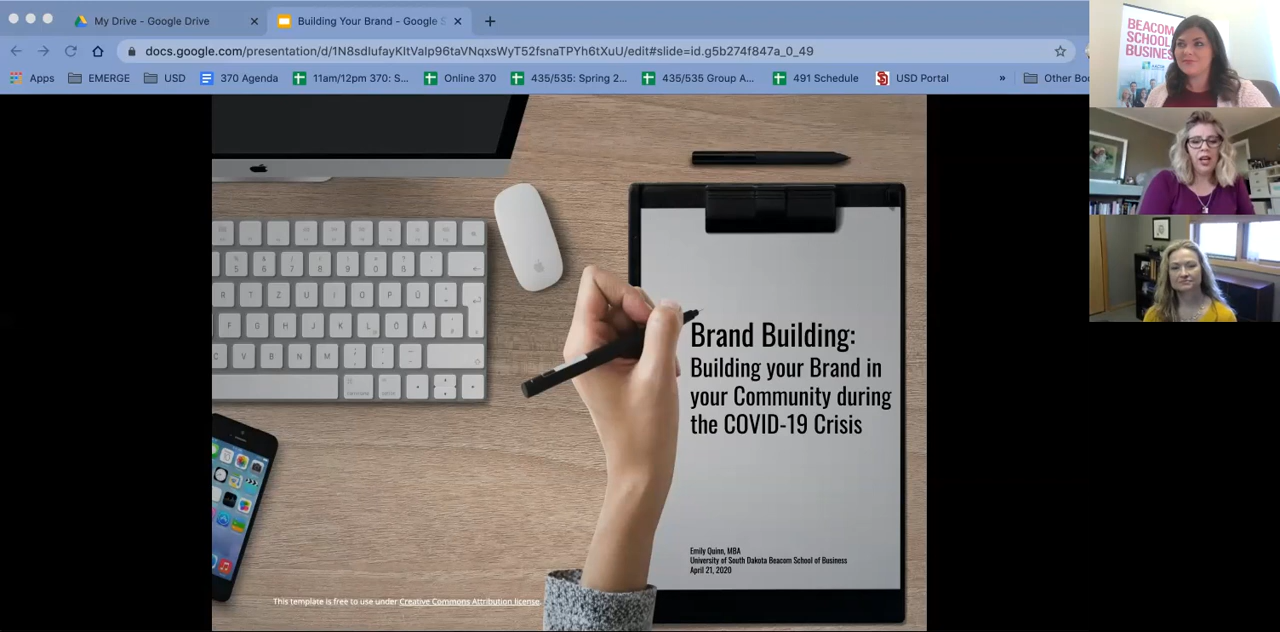 My Drive - Google Drive
Building Your Brand - Google S
docs.google.com/presentation/d/1N8sdIufayKItVaIp96taVNqxsWyT52fsnaTPYh6tXuU/edit#slide=id.g5b274f847a_0_49
Apps
EMERGE
USD
370 Agenda
11am/12pm 370: S...
Online 370
435/535: Spring 2...
435/535 Group A...
491 Schedule
USD Portal
»
Other Boo
BEACOM
SCHOOL
BUSINESS
Brand Building:
Building your Brand in
your Community during
the COVID-19 Crisis
Emily Quinn, MBA
University of South Dakota Beacom School of Business
April 21, 2020
This template is free to use under Creative Commons Attribution license.